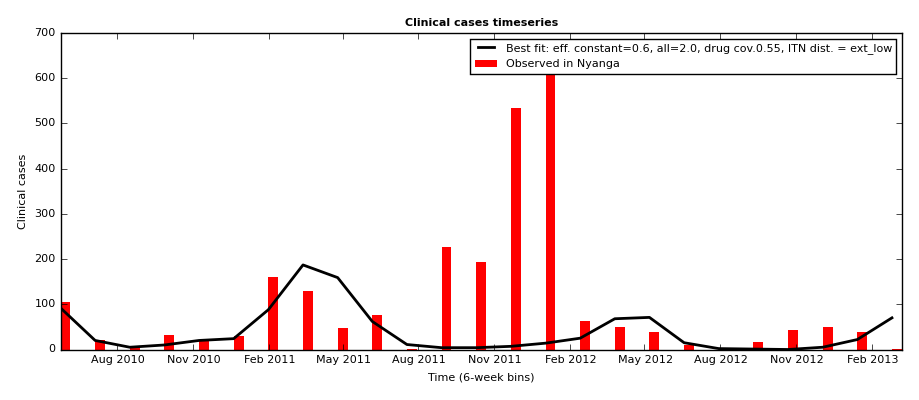 Clinical cases timeseries
700
600
500
400
300
200
100
0
Clinical cases
Best fit: eff. constant=0.6, all=2.0, drug cov.0.55, ITN dist. = ext_low
Observed in Nyanga
Aug 2010 Nov 2010 Feb 2011 May 2011 Aug 2011 Nov 2011 Feb 2012 May 2012 Aug 2012 Nov 2012 Feb 2013
Time (6-week bins)